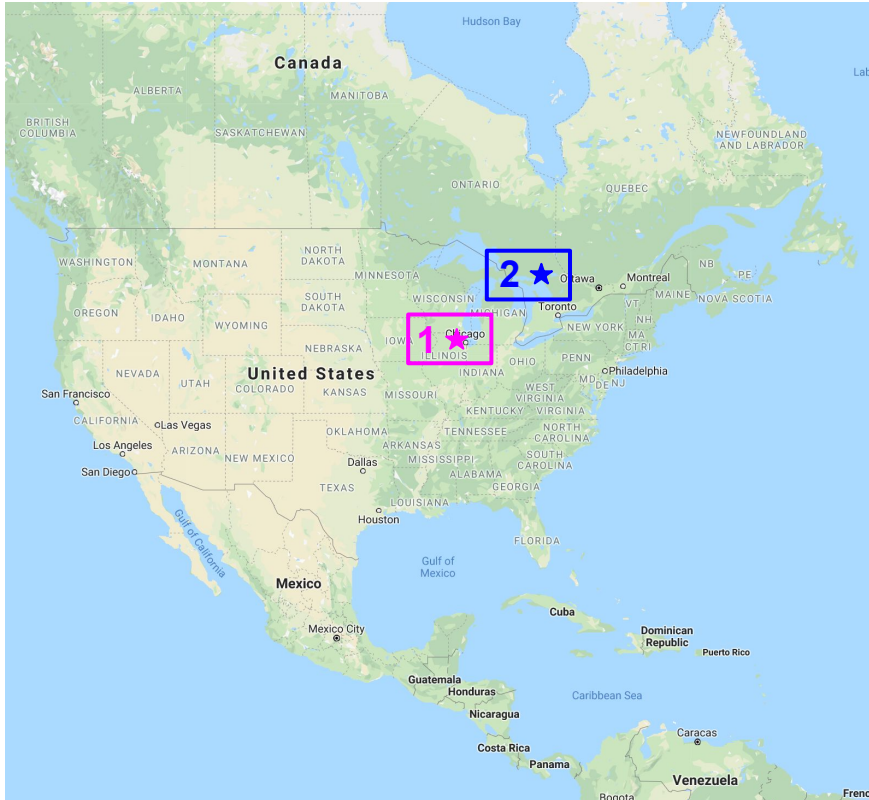 Hudson Bay
Canada
Lab
ALBERTA
MANITOBA
BRITISH
COLUMBIA
SASKATCHEWAN
NEWFOUNDLAND
AND LABRADOR
ONTARIO
QUEBEC
WASHINGTON
MONTANA
NORTH
DAKOTA
MINNESOTA
2
Ottawa
Montreal
NB
PE
MAINE
NOVA SCOTIA
OREGON
IDAHO
WYOMING
SOUTH
DAKOTA
WISCONSIN
MICHIGAN
Toronto
VT
NH
MA
CT
RI
NEW YORK
1
Chicago
IOWA
ILLINOIS
NEBRASKA
INDIANA
OHIO
PENN
NEVADA
UTAH
COLORADO
United States
KANSAS
MISSOURI
WEST
VIRGINIA
VIRGINIA
MD
DE
NJ
Philadelphia
San Francisco
CALIFORNIA
Las Vegas
KENTUCKY
Los Angeles
ARIZONA
NEW MEXICO
OKLAHOMA
ARKANSAS
TENNESSEE
NORTH
CAROLINA
San Diego
Dallas
MISSISSIPPI
ALABAMA
SOUTH
CAROLINA
TEXAS
LOUISIANA
GEORGIA
Houston
Gulf of California
FLORIDA
Gulf of
Mexico
Mexico
Cuba
Mexico City
Dominican
Republic
Puerto Rico
Guatemala
Honduras
Caribbean Sea
Nicaragua
Caracas
Costa Rica
Panama
Venezuela
Bogota
Frenc